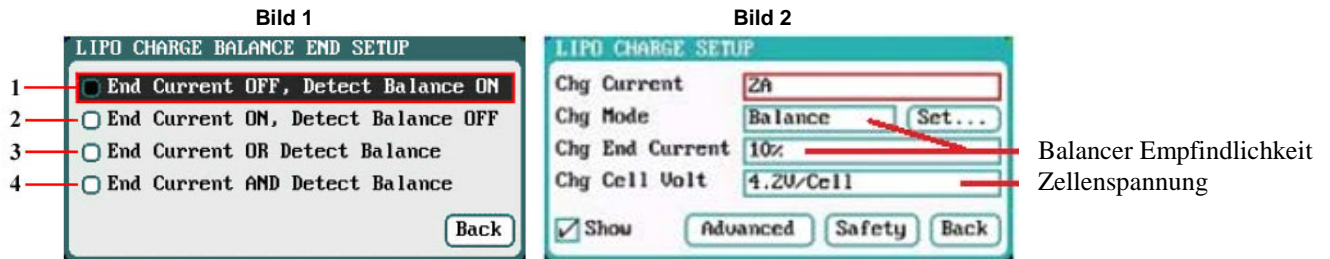 Bild 1
LIPO CHARGE BALANCE END SETUP
1
End Current OFF, Detect Balance ON
2
End Current ON, Detect Balance OFF
3
End Current OR Detect Balance
4
End Current AND Detect Balance
Back
Bild 2
LIPO CHARGE SETUP
Chg Current
2A
Chg Mode
Balance
Set...
Chg End Current
10%
Balancer Empfindlichkeit
Chg Cell Volt
4.2V/Cell
Zellenspannung
Show
Advanced
Safety
Back